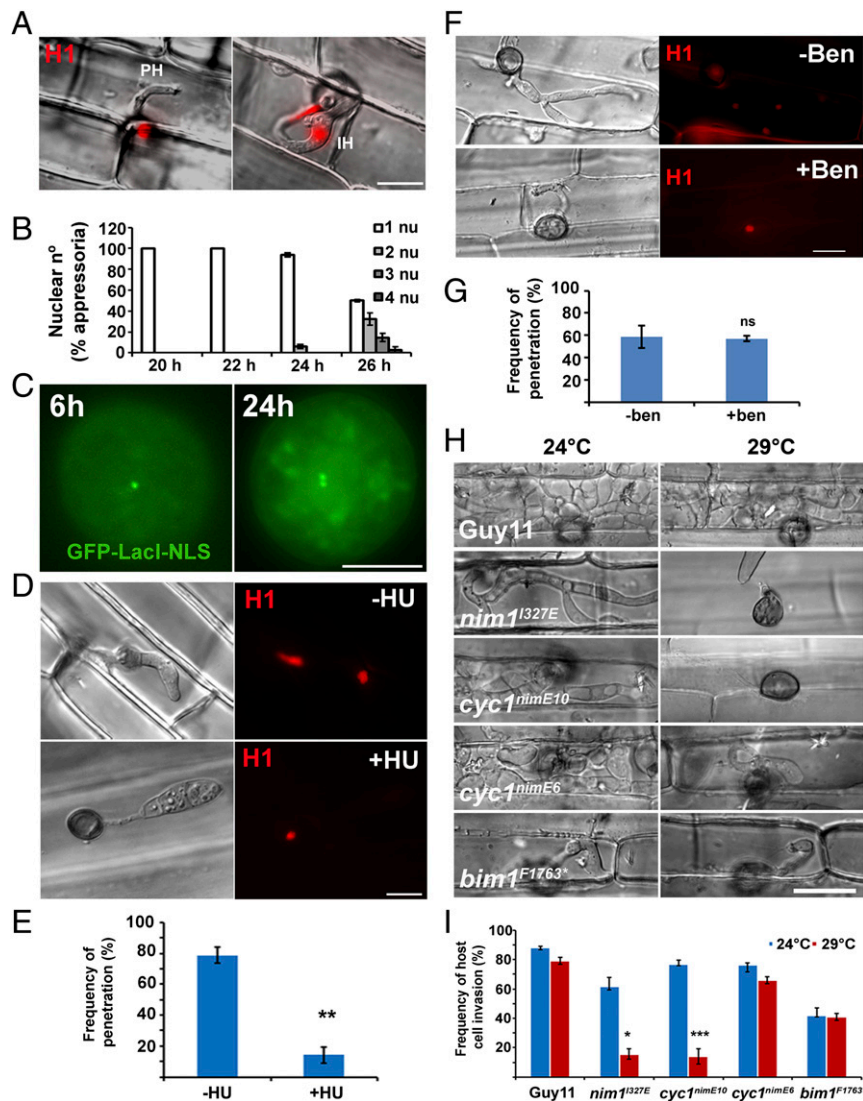 A
H1
PH
IH
B
Nuclear nº
(% appressoria)
120
100
80
60
40
20
0
20 h
22 h
24 h
26 h
1 nu
2 nu
3 nu
4 nu
C
6h
24h
GFP-LacI-NLS
D
H1
-HU
H1
+HU
E
Frequency of
penetration (%)
100
80
60
40
20
**
-HU
+HU
F
H1
-Ben
H1
+Ben
G
Frequency of
penetration (%)
100
80
60
40
20
ns
-ben
+ben
H
24°C
29°C
Guy11
nim1I327E
cyc1nimE10
cyc1nimE6
bim1F1763*
I
Frequency of host
cell invasion (%)
100
80
60
40
20
24°C
29°C
*
***
Guy11
nim1I327E
cyc1nimE10
cyc1nimE6
bim1F1763